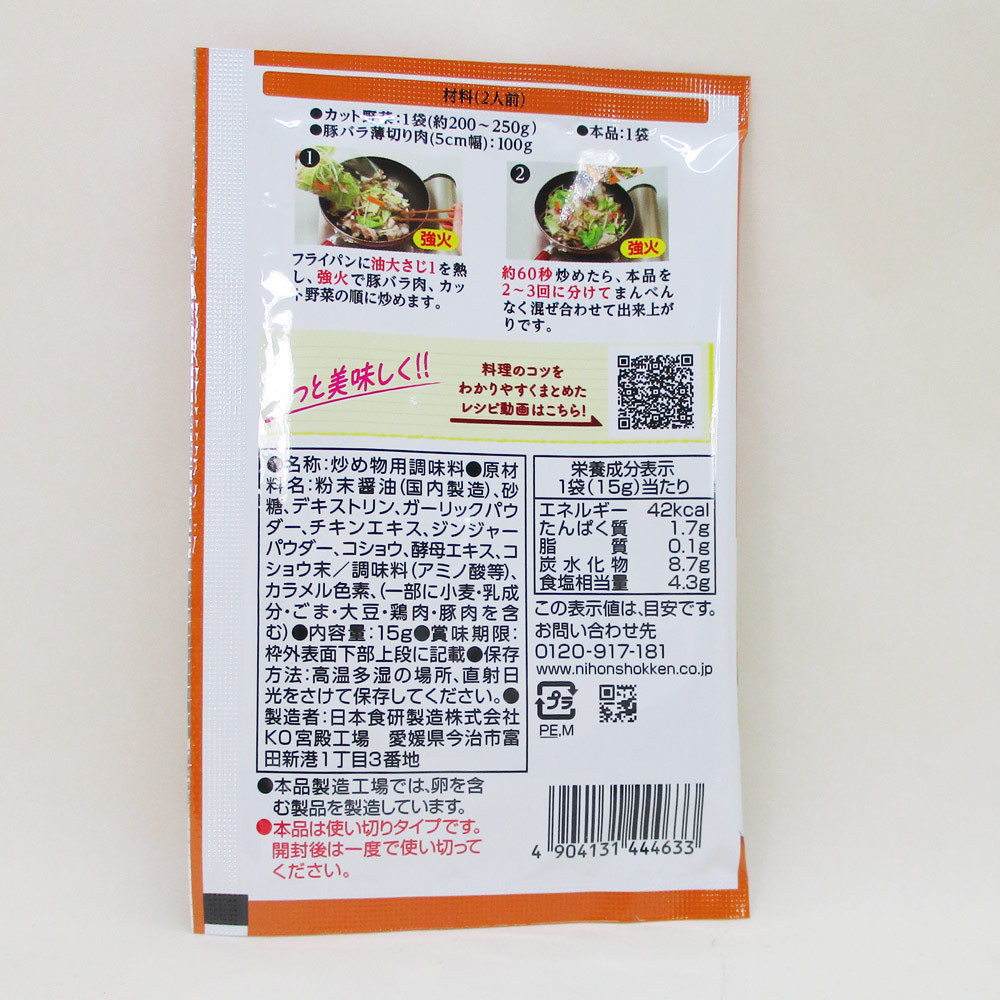 材料(2人前)
●カット野菜:1袋(約200～250g)
●豚バラ薄切り肉(5cm幅):100g
●本品:1袋
1
強火
フライパンに油大さじ1を熱
し、強火で豚バラ肉、カッ
ト野菜の順に炒めます。
2
強火
約60秒炒めたら、本品を
2～3回に分けてまんべん
なく混ぜ合わせて出来上が
りです。
っと美味しく!!
料理のコツを
わかりやすくまとめた
レシピ動画はこちら!
●名称:炒め物用調味料●原材
料名:粉末醤油(国内製造)、砂
糖、デキストリン、ガーリックパウ
ダー、チキンエキス、ジンジャー
パウダー、コショウ、酵母エキス、コ
ショウ末／調味料(アミノ酸等)、
カラメル色素、(一部に小麦・乳成
分・ごま・大豆・鶏肉・豚肉を含
む)●内容量:15g●賞味期限:
枠外表面下部上段に記載●保存
方法:高温多湿の場所、直射日
光をさけて保存してください。●
製造者:日本食研製造株式会社
KO宮殿工場　愛媛県今治市富
田新港1丁目3番地
栄養成分表示
1袋(15g)当たり
エネルギー 42kcal
たんぱく質 1.7g
脂質 0.1g
炭水化物 8.7g
食塩相当量 4.3g
この表示値は、目安です。
お問い合わせ先
0120-917-181
www.nihonshokken.co.jp
プラ
PE,M
●本品製造工場では、卵を含
む製品を製造しています。
●本品は使い切りタイプです。
開封後は一度で使い切って
ください。
4 904131 444633